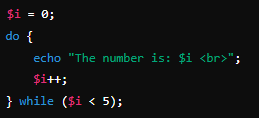 $i = 0;
do {
    echo "The number is: $i <br>";
    $i++;
} while ($i < 5);